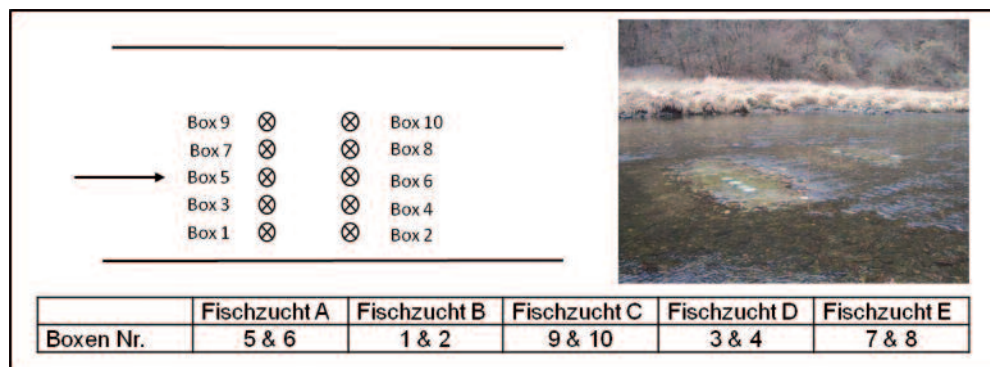 Box 9 Box 10
Box 7 Box 8
Box 5 Box 6
Box 3 Box 4
Box 1 Box 2
Fischzucht A Fischzucht B Fischzucht C Fischzucht D Fischzucht E
Boxen Nr. 5 & 6 1 & 2 9 & 10 3 & 4 7 & 8